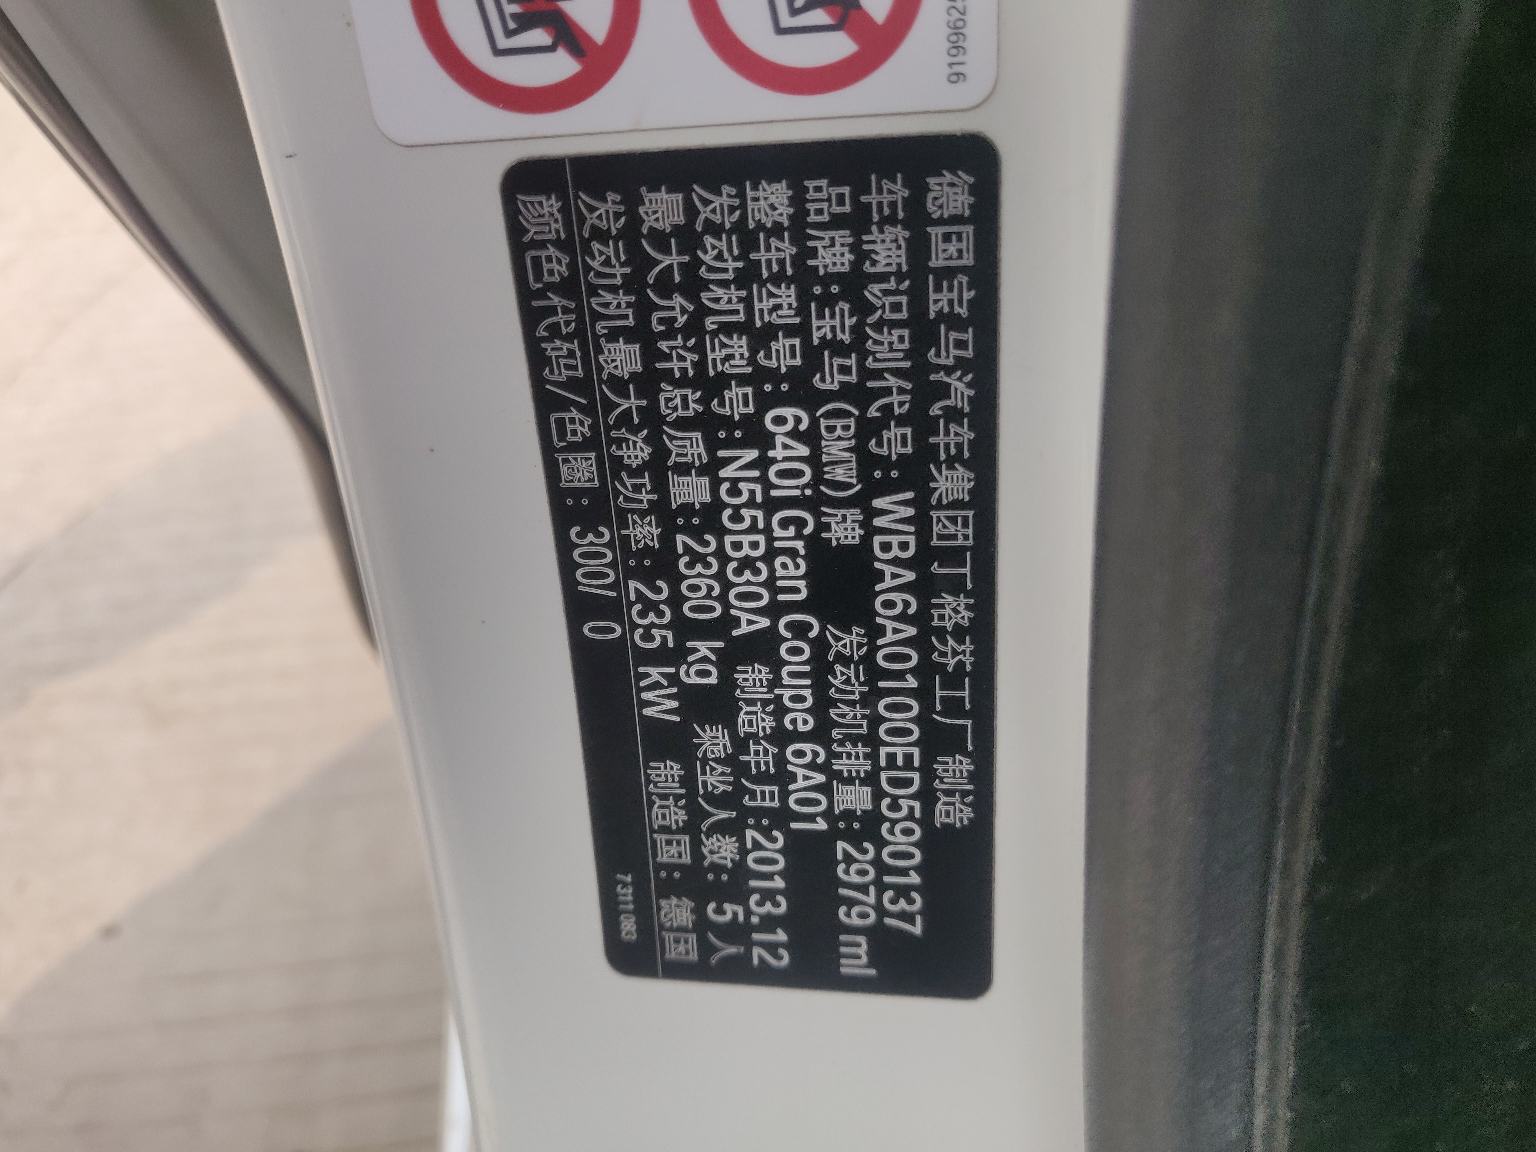 德国宝马汽车集团丁格芬工厂 制造
车辆识别代号:WBA6A0100ED590137
品牌:宝马(BMW)牌 发动机排量:2979 ml
整车型号:640i Gran Coupe 6A01
发动机型号:N55B30A 制造年月:2013.12
最大允许总质量:2360 kg 乘坐人数:5人
发动机最大净功率:235 kW 制造国:德国
颜色代码/色圈:300/ 0
7311 083